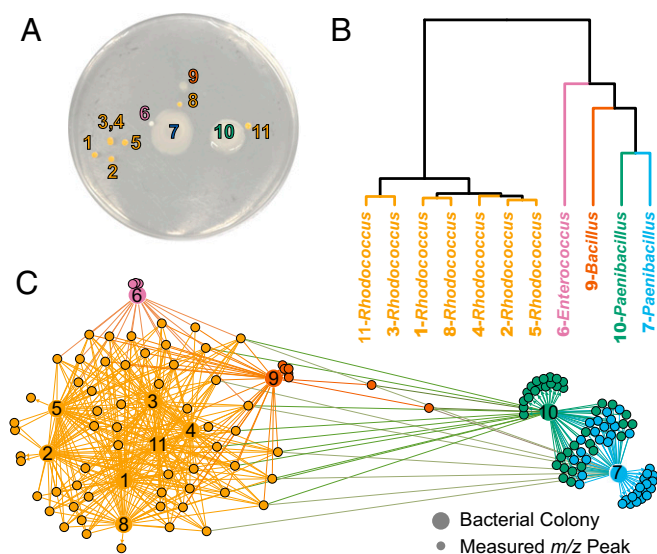 A
9
8
6
3,4
7
10
11
1
5
2
B
11-Rhodococcus
3-Rhodococcus
1-Rhodococcus
8-Rhodococcus
4-Rhodococcus
2-Rhodococcus
5-Rhodococcus
6-Enterococcus
9-Bacillus
10-Paenibacillus
7-Paenibacillus
C
6
9
3
5
4
10
11
2
7
1
8
Bacterial Colony
Measured m/z Peak